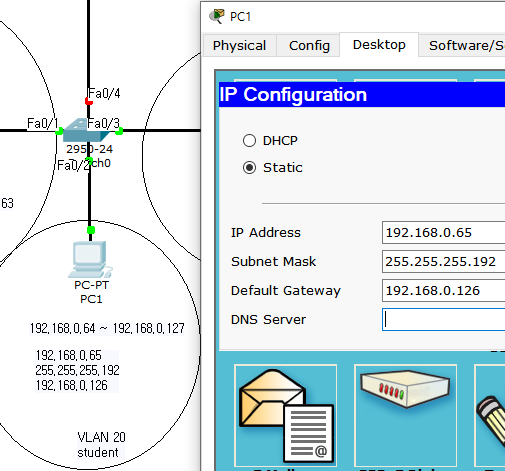 Fa0/4
Fa0/1
Fa0/3
2950-24
Fa0/2
ch0
63
PC-PT
PC1
192,168,0,64 ~ 192,168,0,127
192,168,0,65
255,255,255,192
192,168,0,126
VLAN 20
student
PC1
Physical
Config
Desktop
Software/S
IP Configuration
DHCP
Static
IP Address
192.168.0.65
Subnet Mask
255.255.255.192
Default Gateway
192.168.0.126
DNS Server
@